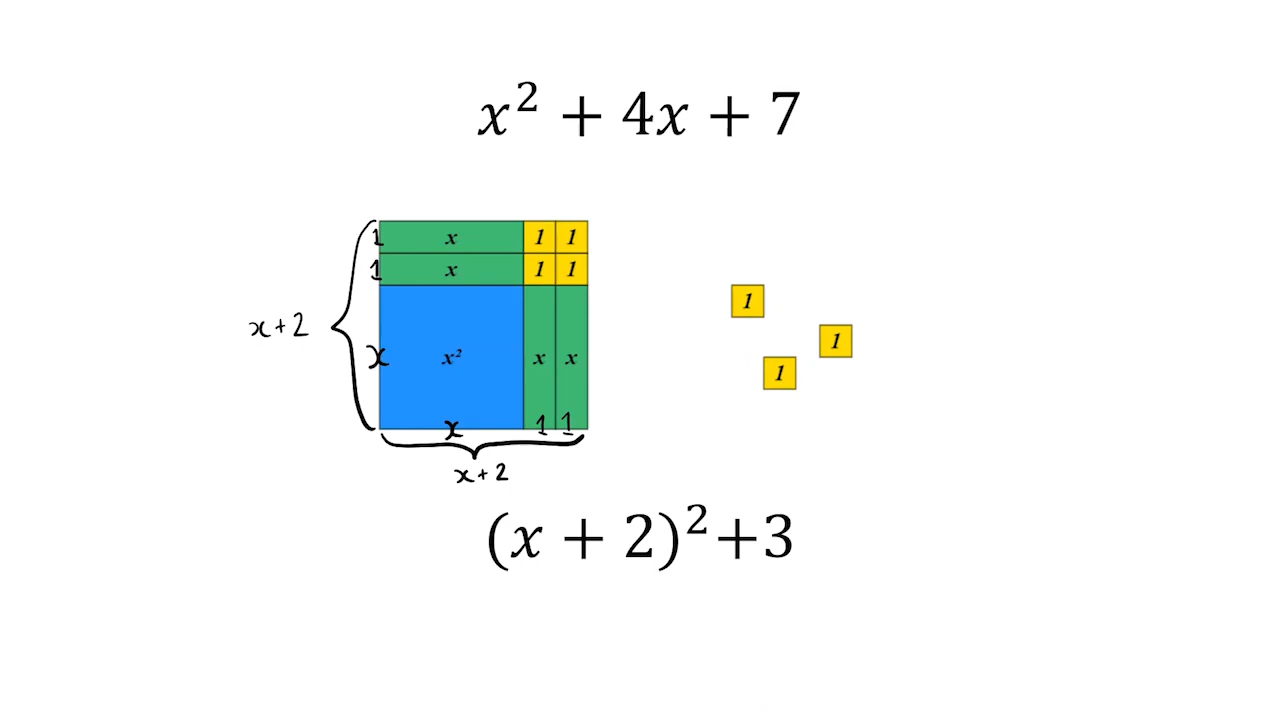 x² + 4x + 7
1 x 1 1
1 x 1 1
x + 2
x x² x x
x 1 1
x + 2
1
1
1
(x + 2)²+3